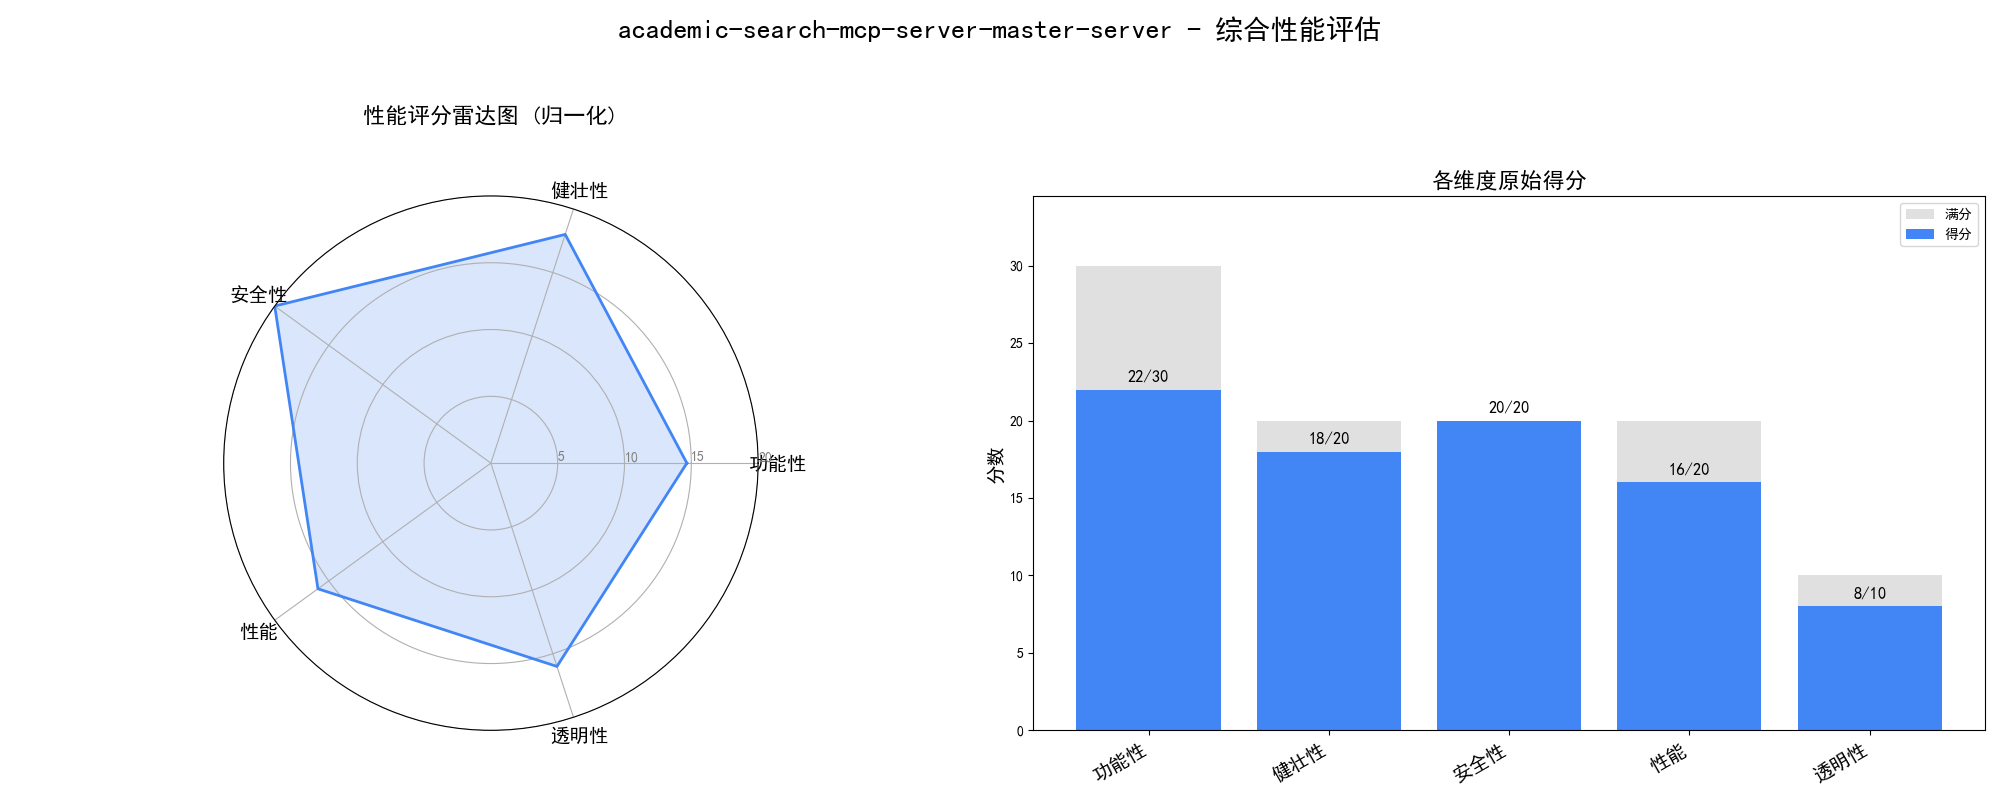 academic-search-mcp-server-master-server - 综合性能评估
性能评分雷达图 (归一化)
健壮性
安全性
5
10
15
20
功能性
性能
透明性
各维度原始得分
满分
得分
分数
30
25
20
15
10
5
0
22/30
18/20
20/20
16/20
8/10
功能性
健壮性
安全性
性能
透明性